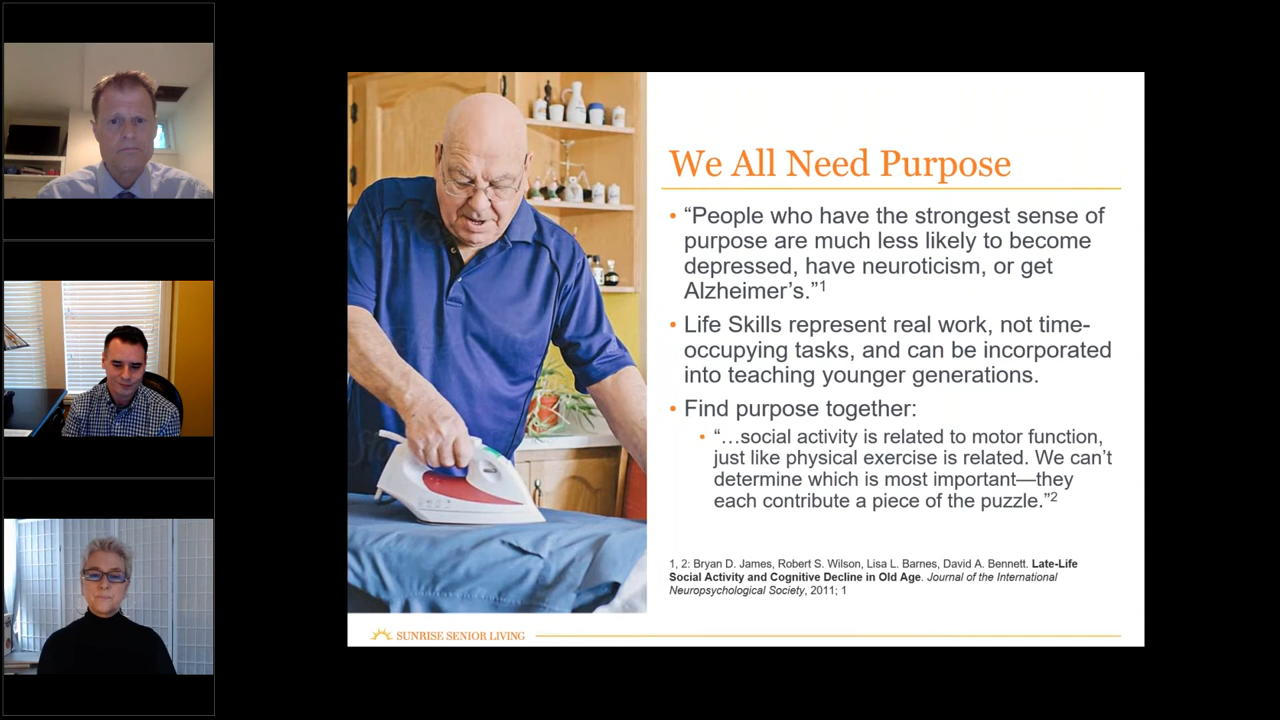 We All Need Purpose
• “People who have the strongest sense of
purpose are much less likely to become
depressed, have neuroticism, or get
Alzheimer’s.”1
• Life Skills represent real work, not time-
occupying tasks, and can be incorporated
into teaching younger generations.
• Find purpose together:
• “…social activity is related to motor function,
just like physical exercise is related. We can’t
determine which is most important—they
each contribute a piece of the puzzle.”2
1, 2: Bryan D. James, Robert S. Wilson, Lisa L. Barnes, David A. Bennett. Late-Life
Social Activity and Cognitive Decline in Old Age. Journal of the International
Neuropsychological Society, 2011; 1
SUNRISE SENIOR LIVING